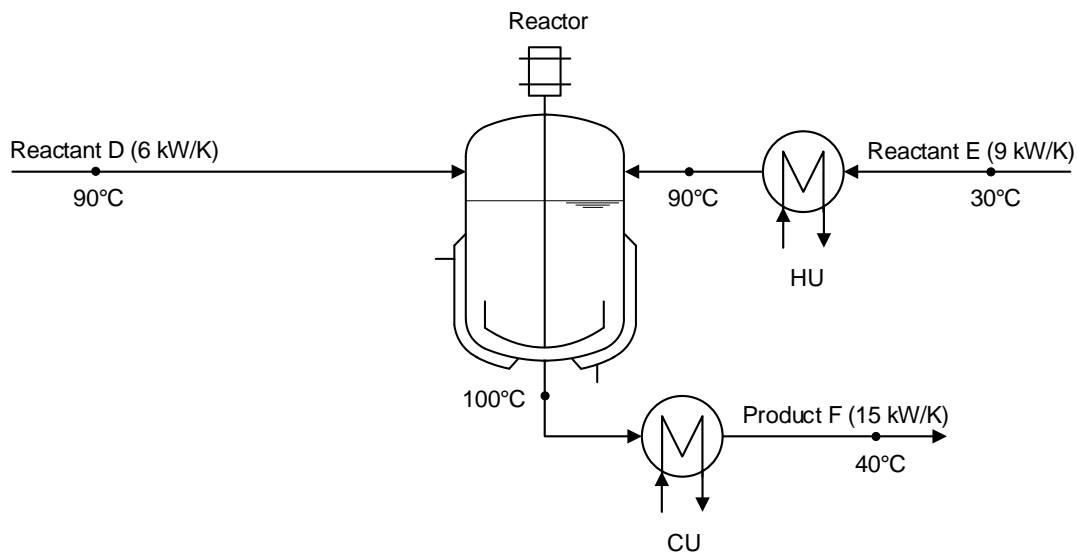 Reactor
Reactant D (6 kW/K)
90°C
90°C
Reactant E (9 kW/K)
30°C
HU
100°C
Product F (15 kW/K)
40°C
CU